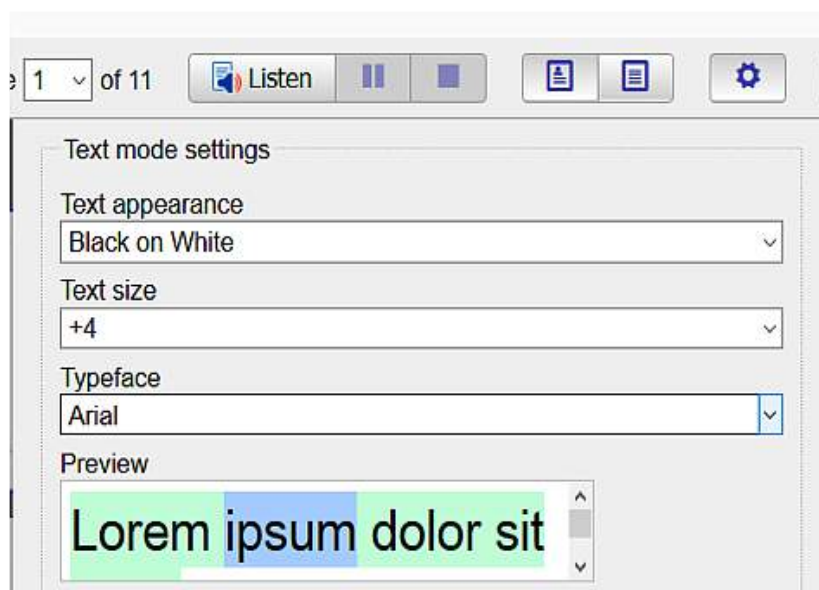 1 of 11 Listen
Text mode settings
Text appearance
Black on White
Text size
+4
Typeface
Arial
Preview
Lorem ipsum dolor sit